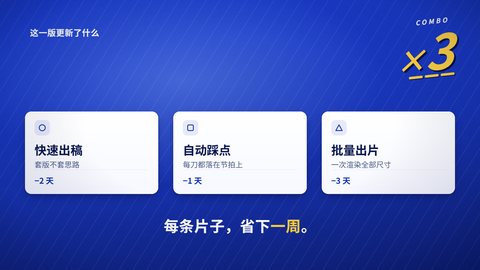 这一版更新了什么
COMBO
×3
快速出稿
套版不套思路
−2 天
自动踩点
每刀都落在节拍上
−1 天
批量出片
一次渲染全部尺寸
−3 天
每条片子，省下一周。